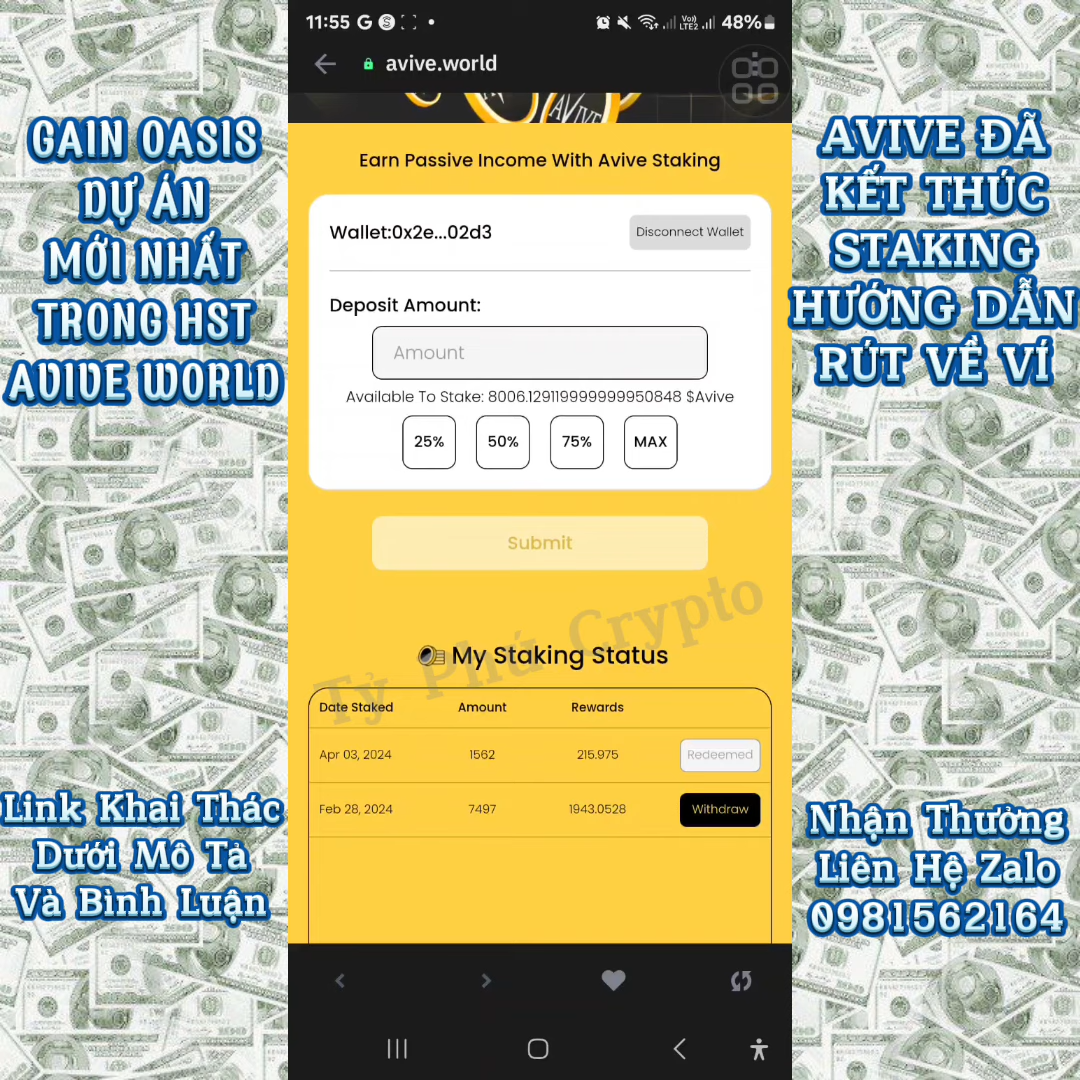 11:55 G S
Vo)) LTE2 48%
avive.world
AVIVE
GAIN OASIS
DỰ ÁN
MỚI NHẤT
TRONG HST
AVIVE WORLD
Link Khai Thác
Dưới Mô Tả
Và Bình Luận
Earn Passive Income With Avive Staking
Wallet:0x2e...02d3
Disconnect Wallet
Deposit Amount:
Amount
Available To Stake: 8006.129119999999950848 $Avive
25% 50% 75% MAX
Submit
Tỷ Phú Crypto
My Staking Status
Date Staked Amount Rewards
Apr 03, 2024 1562 215.975 Redeemed
Feb 28, 2024 7497 1943.0528 Withdraw
AVIVE ĐÃ
KẾT THÚC
STAKING
HƯỚNG DẪN
RÚT VỀ VÍ
Nhận Thưởng
Liên Hệ Zalo
0981562164